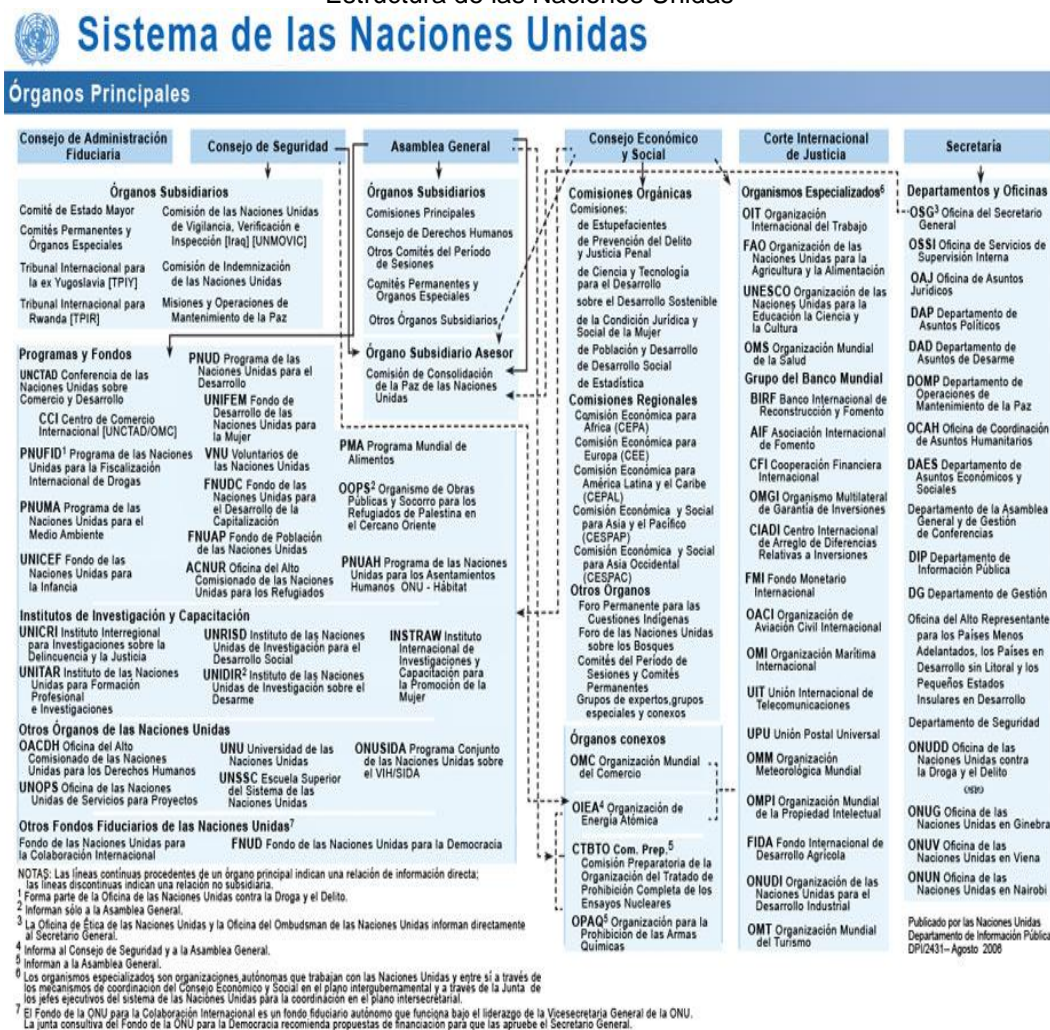 Estructura de las Naciones Unidas
Sistema de las Naciones Unidas
Órganos Principales
Consejo de Administración
Fiduciaria
Consejo de Seguridad
Asamblea General
Consejo Económico
y Social
Corte Internacional
de Justicia
Secretaría
Órganos Subsidiarios
Comité de Estado Mayor
Comités Permanentes y
Órganos Especiales
Tribunal Internacional para
la ex Yugoslavia [TPIY]
Tribunal Internacional para
Rwanda [TPIR]
Comisión de las Naciones Unidas
de Vigilancia, Verificación e
Inspección [Iraq] [UNMOVIC]
Comisión de Indemnización
de las Naciones Unidas
Misiones y Operaciones de
Mantenimiento de la Paz
Órganos Subsidiarios
Comisiones Principales
Consejo de Derechos Humanos
Otros Comités del Período
de Sesiones
Comités Permanentes y
Órganos Especiales
Otros Órganos Subsidiarios
Órgano Subsidiario Asesor
Comisión de Consolidación
de la Paz de las Naciones
Unidas
Programas y Fondos
UNCTAD Conferencia de las
Naciones Unidas sobre
Comercio y Desarrollo
CCI Centro de Comercio
Internacional [UNCTAD/OMC]
PNUFID1 Programa de las Naciones
Unidas para la Fiscalización
Internacional de Drogas
PNUMA Programa de las
Naciones Unidas para el
Medio Ambiente
UNICEF Fondo de las
Naciones Unidas para
la Infancia
PNUD Programa de las
Naciones Unidas para el
Desarrollo
UNIFEM Fondo de
Desarrollo de las
Naciones Unidas para
la Mujer
VNU Voluntarios de
las Naciones Unidas
FNUDC Fondo de las
Naciones Unidas para
el Desarrollo de la
Capitalización
FNUAP Fondo de Población
de las Naciones Unidas
ACNUR Oficina del Alto
Comisionado de las Naciones
Unidas para los Refugiados
PMA Programa Mundial de
Alimentos
OOPS2 Organismo de Obras
Públicas y Socorro para los
Refugiados de Palestina en
el Cercano Oriente
PNUAH Programa de las Naciones
Unidas para los Asentamientos
Humanos ONU - Hábitat
Institutos de Investigación y Capacitación
UNICRI Instituto Interregional
para Investigaciones sobre la
Delincuencia y la Justicia
UNITAR Instituto de las Naciones
Unidas para Formación
Profesional
e Investigaciones
UNRISD Instituto de las Naciones
Unidas de Investigación para el
Desarrollo Social
UNIDIR2 Instituto de las Naciones
Unidas de Investigación sobre el
Desarme
INSTRAW Instituto
Internacional de
Investigaciones y
Capacitación para
la Promoción de la
Mujer
Otros Órganos de las Naciones Unidas
OACDH Oficina del Alto
Comisionado de las Naciones
Unidas para los Derechos Humanos
UNOPS Oficina de las Naciones
Unidas de Servicios para Proyectos
UNU Universidad de las
Naciones Unidas
UNSSC Escuela Superior
del Sistema de las
Naciones Unidas
ONUSIDA Programa Conjunto
de las Naciones Unidas sobre
el VIH/SIDA
Otros Fondos Fiduciarios de las Naciones Unidas7
Fondo de las Naciones Unidas para
la Colaboración Internacional
FNUD Fondo de las Naciones Unidas para la Democracia
Comisiones Orgánicas
Comisiones:
de Estupefacientes
de Prevención del Delito
y Justicia Penal
de Ciencia y Tecnología
para el Desarrollo
sobre el Desarrollo Sostenible
de la Condición Jurídica y
Social de la Mujer
de Población y Desarrollo
de Desarrollo Social
de Estadística
Comisiones Regionales
Comisión Económica para
Africa (CEPA)
Comisión Económica para
Europa (CEE)
Comisión Económica para
América Latina y el Caribe
(CEPAL)
Comisión Económica y Social
para Asia y el Pacífico
(CESPAP)
Comisión Económica y Social
para Asia Occidental
(CESPAC)
Otros Órganos
Foro Permanente para las
Cuestiones Indígenas
Foro de las Naciones Unidas
sobre los Bosques
Comités del Período de
Sesiones y Comités
Permanentes
Grupos de expertos,grupos
especiales y conexos
Órganos conexos
OMC Organización Mundial
del Comercio
OIEA4 Organización de
Energía Atómica
CTBTO Com. Prep.5
Comisión Preparatoria de la
Organización del Tratado de
Prohibición Completa de los
Ensayos Nucleares
OPAQ5 Organización para la
Prohibición de las Armas
Químicas
Organismos Especializados6
OIT Organización
Internacional del Trabajo
FAO Organización de las
Naciones Unidas para la
Agricultura y la Alimentación
UNESCO Organización de las
Naciones Unidas para la
Educación la Ciencia y
la Cultura
OMS Organización Mundial
de la Salud
Grupo del Banco Mundial
BIRF Banco Internacional de
Reconstrucción y Fomento
AIF Asociación Internacional
de Fomento
CFI Cooperación Financiera
Internacional
OMGI Organismo Multilateral
de Garantía de Inversiones
CIADI Centro Internacional
de Arreglo de Diferencias
Relativas a Inversiones
FMI Fondo Monetario
Internacional
OACI Organización de
Aviación Civil Internacional
OMI Organización Marítima
Internacional
UIT Unión Internacional de
Telecomunicaciones
UPU Unión Postal Universal
OMM Organización
Meteorológica Mundial
OMPI Organización Mundial
de la Propiedad Intelectual
FIDA Fondo Internacional de
Desarrollo Agrícola
ONUDI Organización de las
Naciones Unidas para el
Desarrollo Industrial
OMT Organización Mundial
del Turismo
Departamentos y Oficinas
OSG3 Oficina del Secretario
General
OSSI Oficina de Servicios de
Supervisión Interna
OAJ Oficina de Asuntos
Jurídicos
DAP Departamento de
Asuntos Políticos
DAD Departamento de
Asuntos de Desarme
DOMP Departamento de
Operaciones de
Mantenimiento de la Paz
OCAH Oficina de Coordinación
de Asuntos Humanitarios
DAES Departamento de
Asuntos Económicos y
Sociales
Departamento de la Asamblea
General y de Gestión
de Conferencias
DIP Departamento de
Información Pública
DG Departamento de Gestión
Oficina del Alto Representante
para los Países Menos
Adelantados, los Países en
Desarrollo sin Litoral y los
Pequeños Estados
Insulares en Desarrollo
Departamento de Seguridad
ONUDD Oficina de las
Naciones Unidas contra
la Droga y el Delito
ONUG Oficina de las
Naciones Unidas en Ginebra
ONUV Oficina de las
Naciones Unidas en Viena
ONUN Oficina de las
Naciones Unidas en Nairobi
Publicado por las Naciones Unidas
Departamento de Información Pública
DPI/2431– Agosto 2006
NOTAS: Las líneas continuas procedentes de un órgano principal indican una relación de información directa;
las líneas discontinuas indican una relación no subsidiaria.
1 Forma parte de la Oficina de las Naciones Unidas contra la Droga y el Delito.
2 Informan sólo a la Asamblea General.
3 La Oficina de Ética de las Naciones Unidas y la Oficina del Ombudsman de las Naciones Unidas informan directamente
al Secretario General.
4 Informa al Consejo de Seguridad y a la Asamblea General.
5 Informan a la Asamblea General.
6 Los organismos especializados son organizaciones autónomas que trabajan con las Naciones Unidas y entre sí a través de
los mecanismos de coordinación del Consejo Económico y Social en el plano intergubernamental y a través de la Junta de
los jefes ejecutivos del sistema de las Naciones Unidas para la coordinación en el plano intersecretarial.
7 El Fondo de la ONU para la Colaboración Internacional es un fondo fiduciario autónomo que funciona bajo el liderazgo de la Vicesecretaria General de la ONU.
La junta consultiva del Fondo de la ONU para la Democracia recomienda propuestas de financiación para que las apruebe el Secretario General.